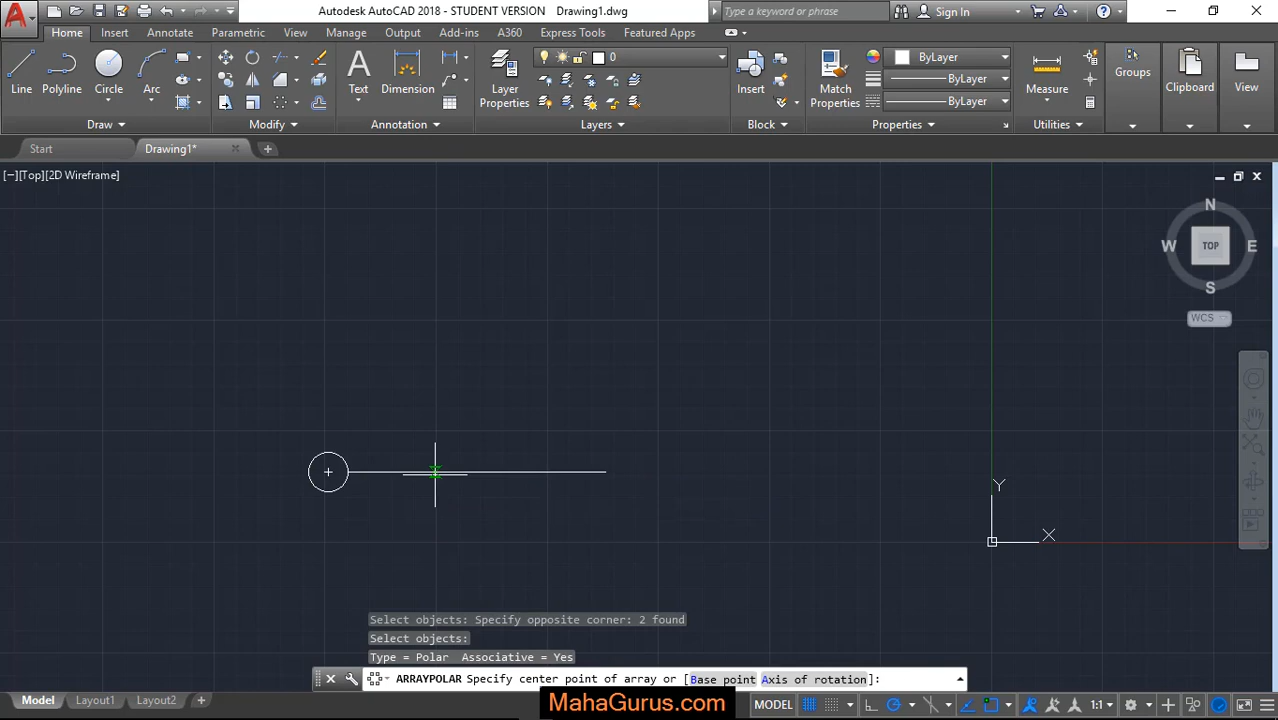 Autodesk AutoCAD 2018 - STUDENT VERSION Drawing1.dwg
Type a keyword or phrase
Sign In
Home Insert Annotate Parametric View Manage Output Add-ins A360 Express Tools Featured Apps
Line Polyline Circle Arc
Text Dimension
Layer Properties
0
Insert
Match Properties
ByLayer
ByLayer
ByLayer
Measure
Groups
Clipboard
View
Draw Modify Annotation Layers Block Properties Utilities
Start Drawing1*
[−][Top][2D Wireframe]
N
W TOP E
S
WCS
Y
X
Select objects: Specify opposite corner: 2 found
Select objects:
Type = Polar Associative = Yes
ARRAYPOLAR Specify center point of array or [Base point Axis of rotation]:
Model Layout1 Layout2
MahaGurus.com
MODEL
1:1